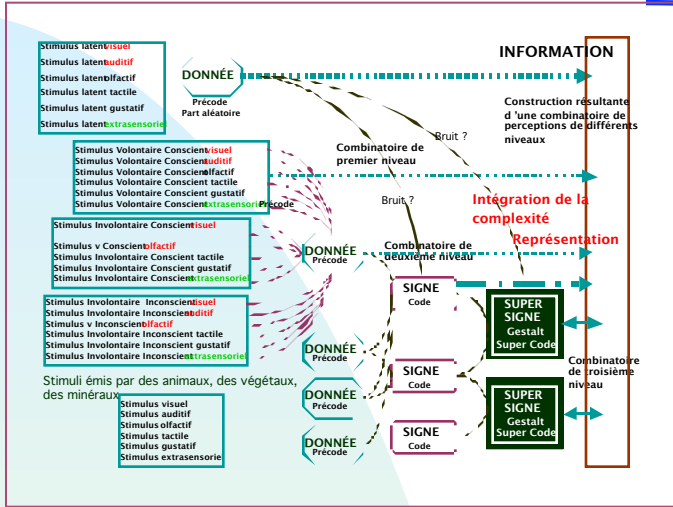 INFORMATION
Stimulus latent visuel
Stimulus latent auditif
Stimulus latent olfactif
Stimulus latent tactile
Stimulus latent gustatif
Stimulus latent extrasensoriel
DONNÉE
Précode
Part aléatoire
Construction résultante
d 'une combinatoire de
perceptions de différents
niveaux
Bruit ?
Combinatoire de
premier niveau
Stimulus Volontaire Conscient visuel
Stimulus Volontaire Conscient auditif
Stimulus Volontaire Conscient olfactif
Stimulus Volontaire Conscient tactile
Stimulus Volontaire Conscient gustatif
Stimulus Volontaire Conscient extrasensoriel
Précode
Bruit ?
Intégration de la
complexité
Représentation
Stimulus Involontaire Conscient visuel
Stimulus v Conscient olfactif
Stimulus Involontaire Conscient tactile
Stimulus Involontaire Conscient gustatif
Stimulus Involontaire Conscient extrasensoriel
DONNÉE
Précode
Combinatoire de
deuxième niveau
SIGNE
Code
Stimulus Involontaire Inconscient visuel
Stimulus Involontaire Inconscient auditif
Stimulus v Inconscient olfactif
Stimulus Involontaire Inconscient tactile
Stimulus Involontaire Inconscient gustatif
Stimulus Involontaire Inconscient extrasensoriel
SUPER
SIGNE
Gestalt
Super Code
DONNÉE
Précode
Combinatoire
de troisième
niveau
SIGNE
Code
Stimuli émis par des animaux, des végétaux,
des minéraux
Stimulus visuel
Stimulus auditif
Stimulus olfactif
Stimulus tactile
Stimulus gustatif
Stimulus extrasensoriel
DONNÉE
Précode
SUPER
SIGNE
Gestalt
Super Code
DONNÉE
Précode
SIGNE
Code